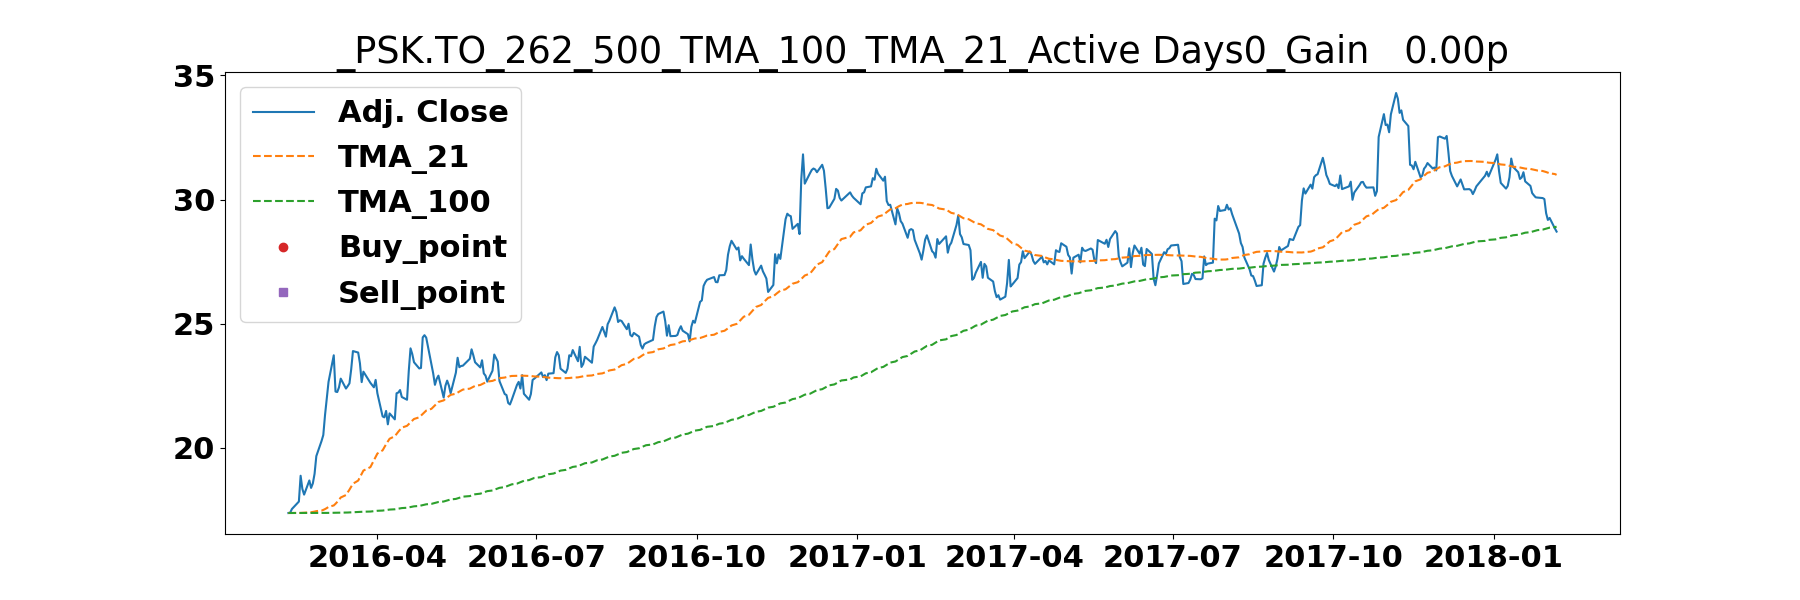 _PSK.TO_262_500_TMA_100_TMA_21_Active Days0_Gain   0.00p
35
30
25
20
Adj. Close
TMA_21
TMA_100
Buy_point
Sell_point
2016-04 2016-07 2016-10 2017-01 2017-04 2017-07 2017-10 2018-01